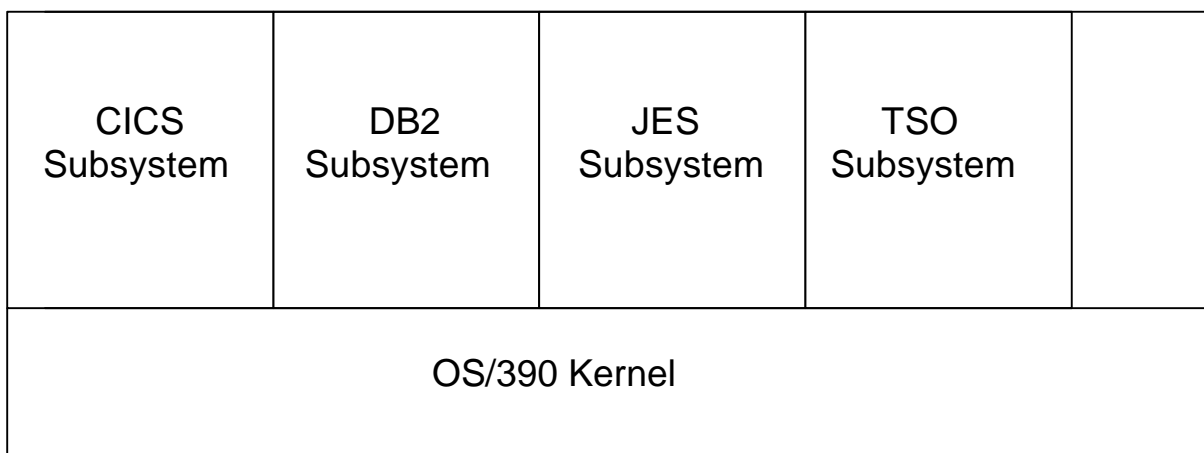 CICS
Subsystem
DB2
Subsystem
JES
Subsystem
TSO
Subsystem
OS/390 Kernel